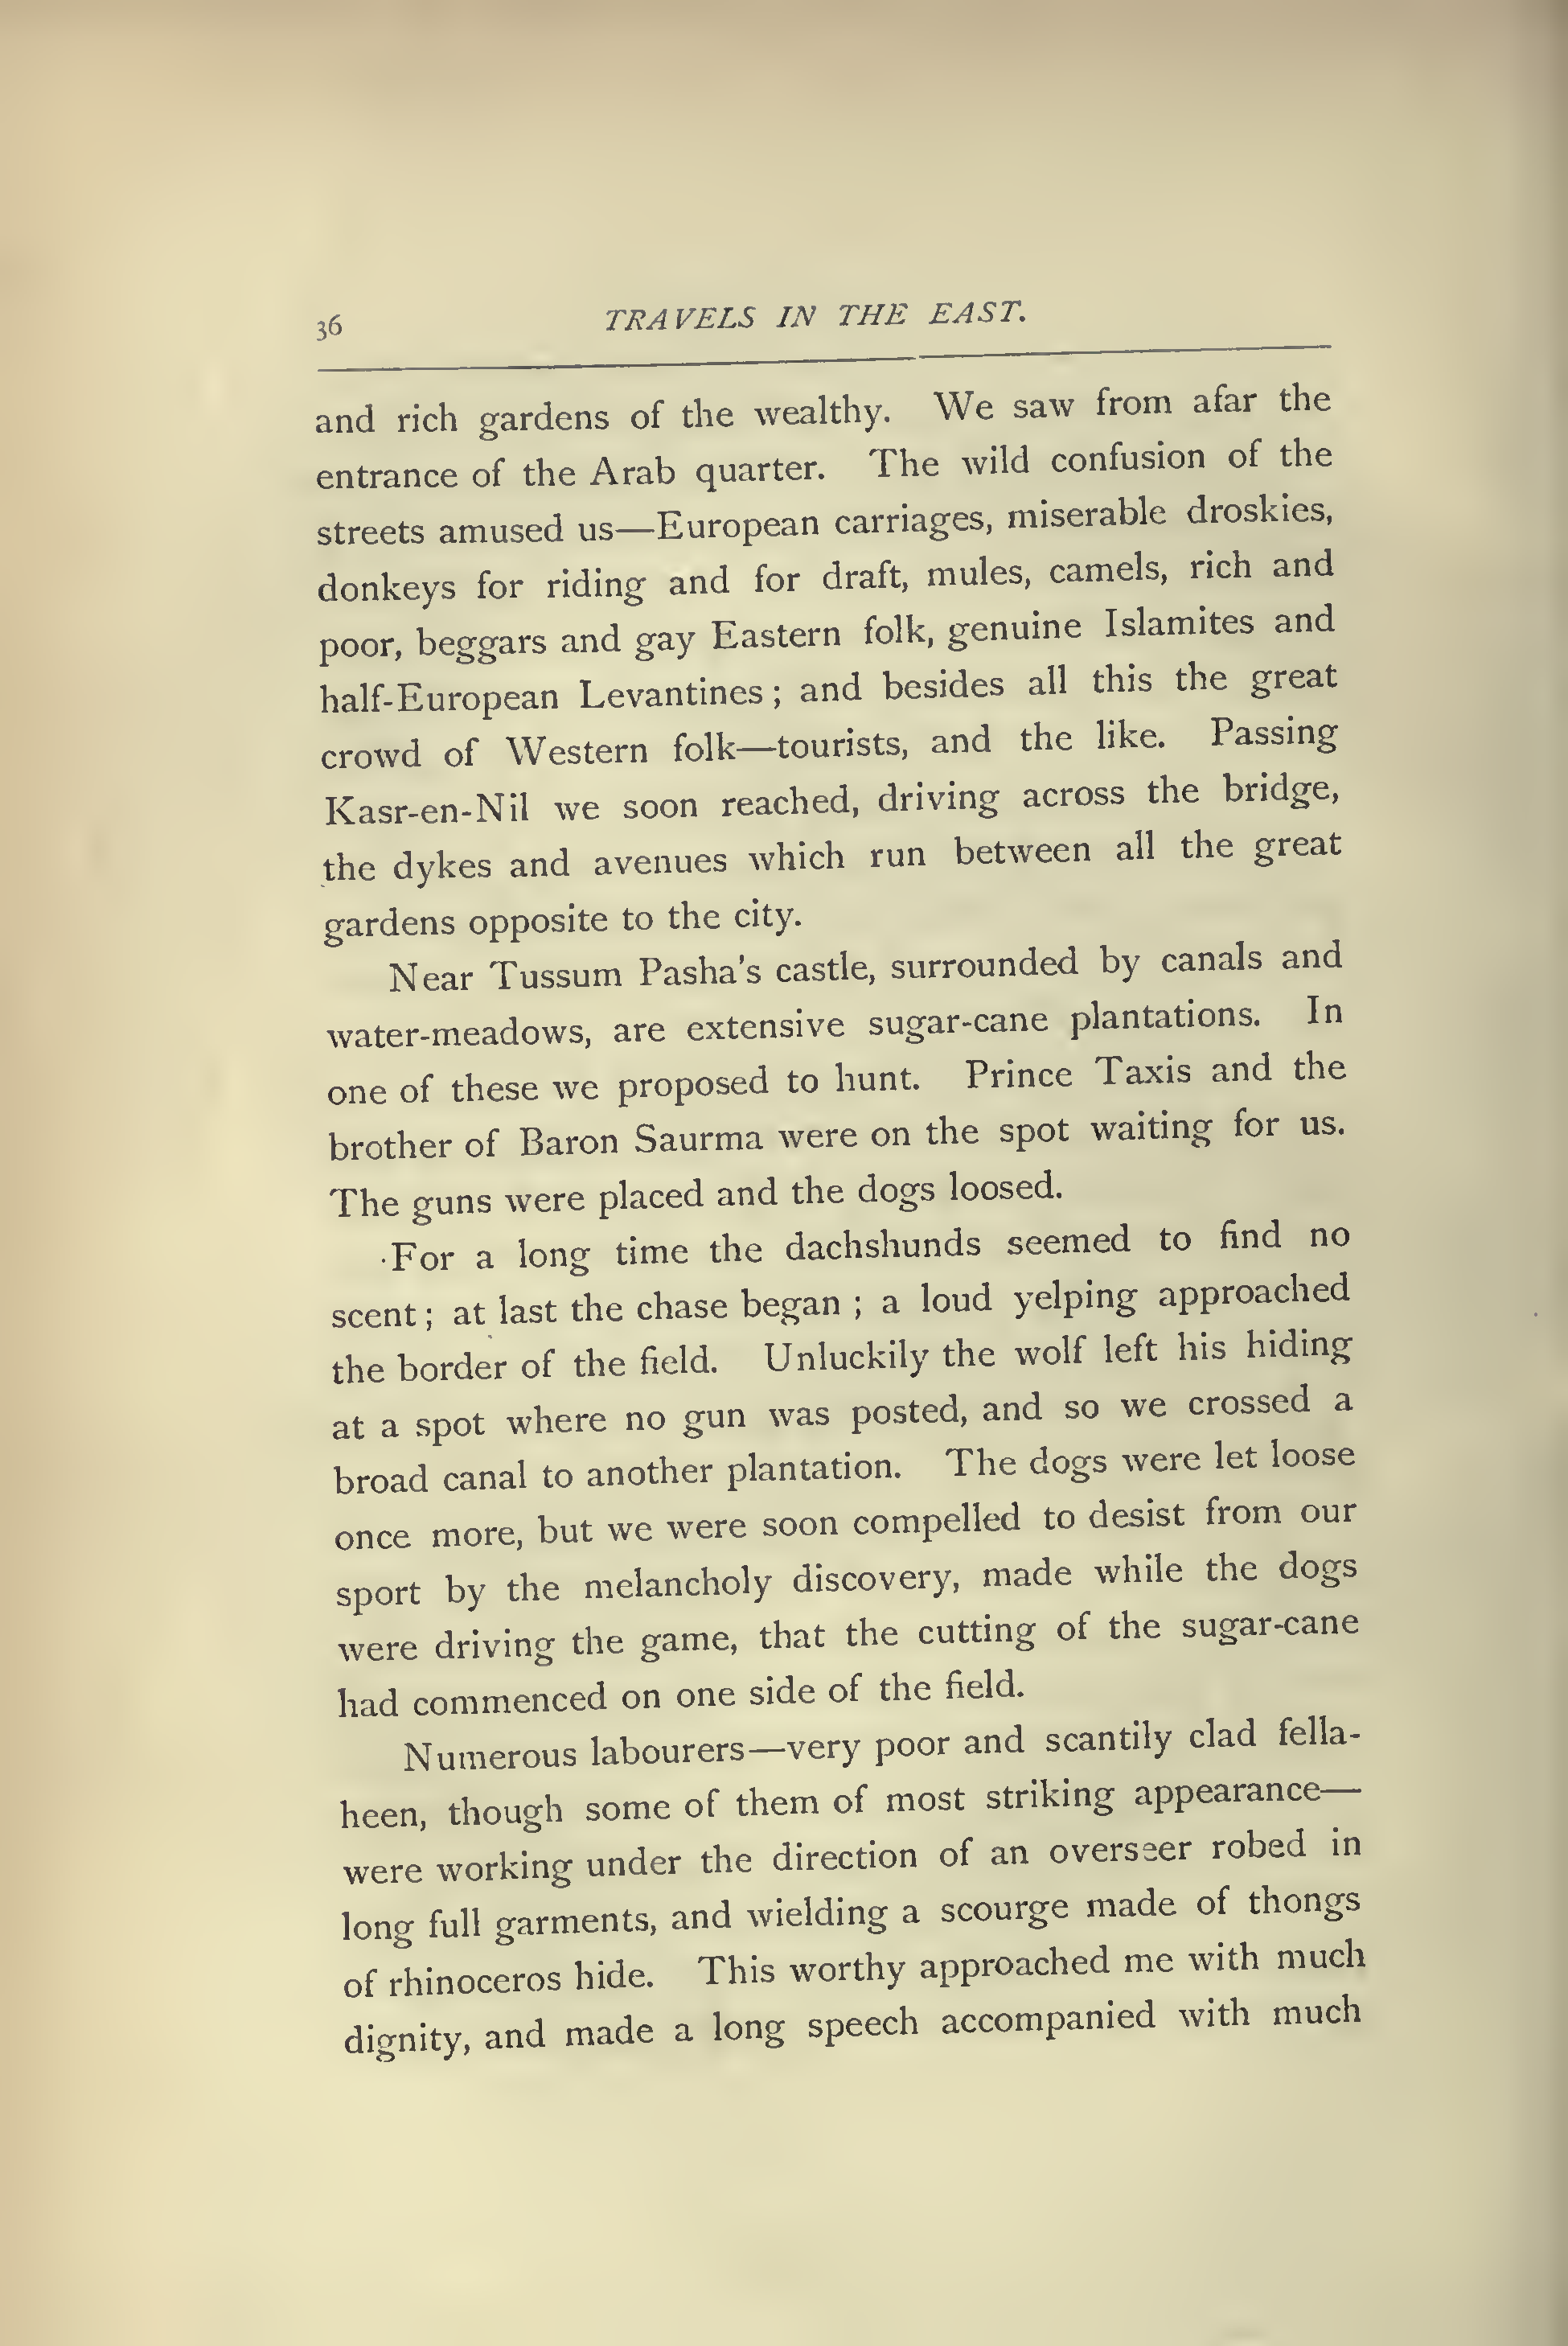 36 TRAVELS IN THE EAST.
and rich gardens of the wealthy. We saw from afar the
entrance of the Arab quarter. The wild confusion of the
streets amused us—European carriages, miserable droskies,
donkeys for riding and for draft, mules, camels, rich and
poor, beggars and gay Eastern folk, genuine Islamites and
half-European Levantines; and besides all this the great
crowd of Western folk—tourists, and the like. Passing
Kasr-en-Nil we soon reached, driving across the bridge,
the dykes and avenues which run between all the great
gardens opposite to the city.
Near Tussum Pasha's castle, surrounded by canals and
water-meadows, are extensive sugar-cane plantations. In
one of these we proposed to hunt. Prince Taxis and the
brother of Baron Saurma were on the spot waiting for us.
The guns were placed and the dogs loosed.
For a long time the dachshunds seemed to find no
scent; at last the chase began; a loud yelping approached
the border of the field. Unluckily the wolf left his hiding
at a spot where no gun was posted, and so we crossed a
broad canal to another plantation. The dogs were let loose
once more, but we were soon compelled to desist from our
sport by the melancholy discovery, made while the dogs
were driving the game, that the cutting of the sugar-cane
had commenced on one side of the field.
Numerous labourers—very poor and scantily clad fella-
heen, though some of them of most striking appearance—
were working under the direction of an overseer robed in
long full garments, and wielding a scourge made of thongs
of rhinoceros hide. This worthy approached me with much
dignity, and made a long speech accompanied with much